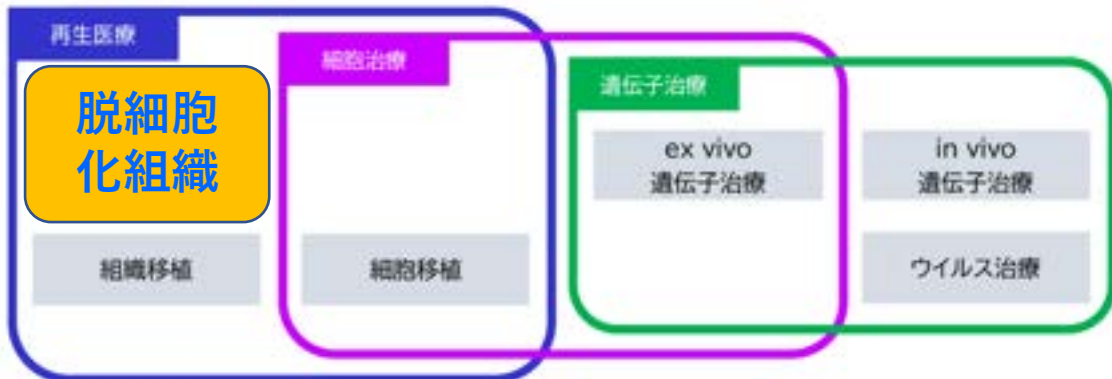 再生医療
細胞治療
遺伝子治療
脱細胞
化組織
ex vivo
遺伝子治療
in vivo
遺伝子治療
組織移植
細胞移植
ウイルス治療